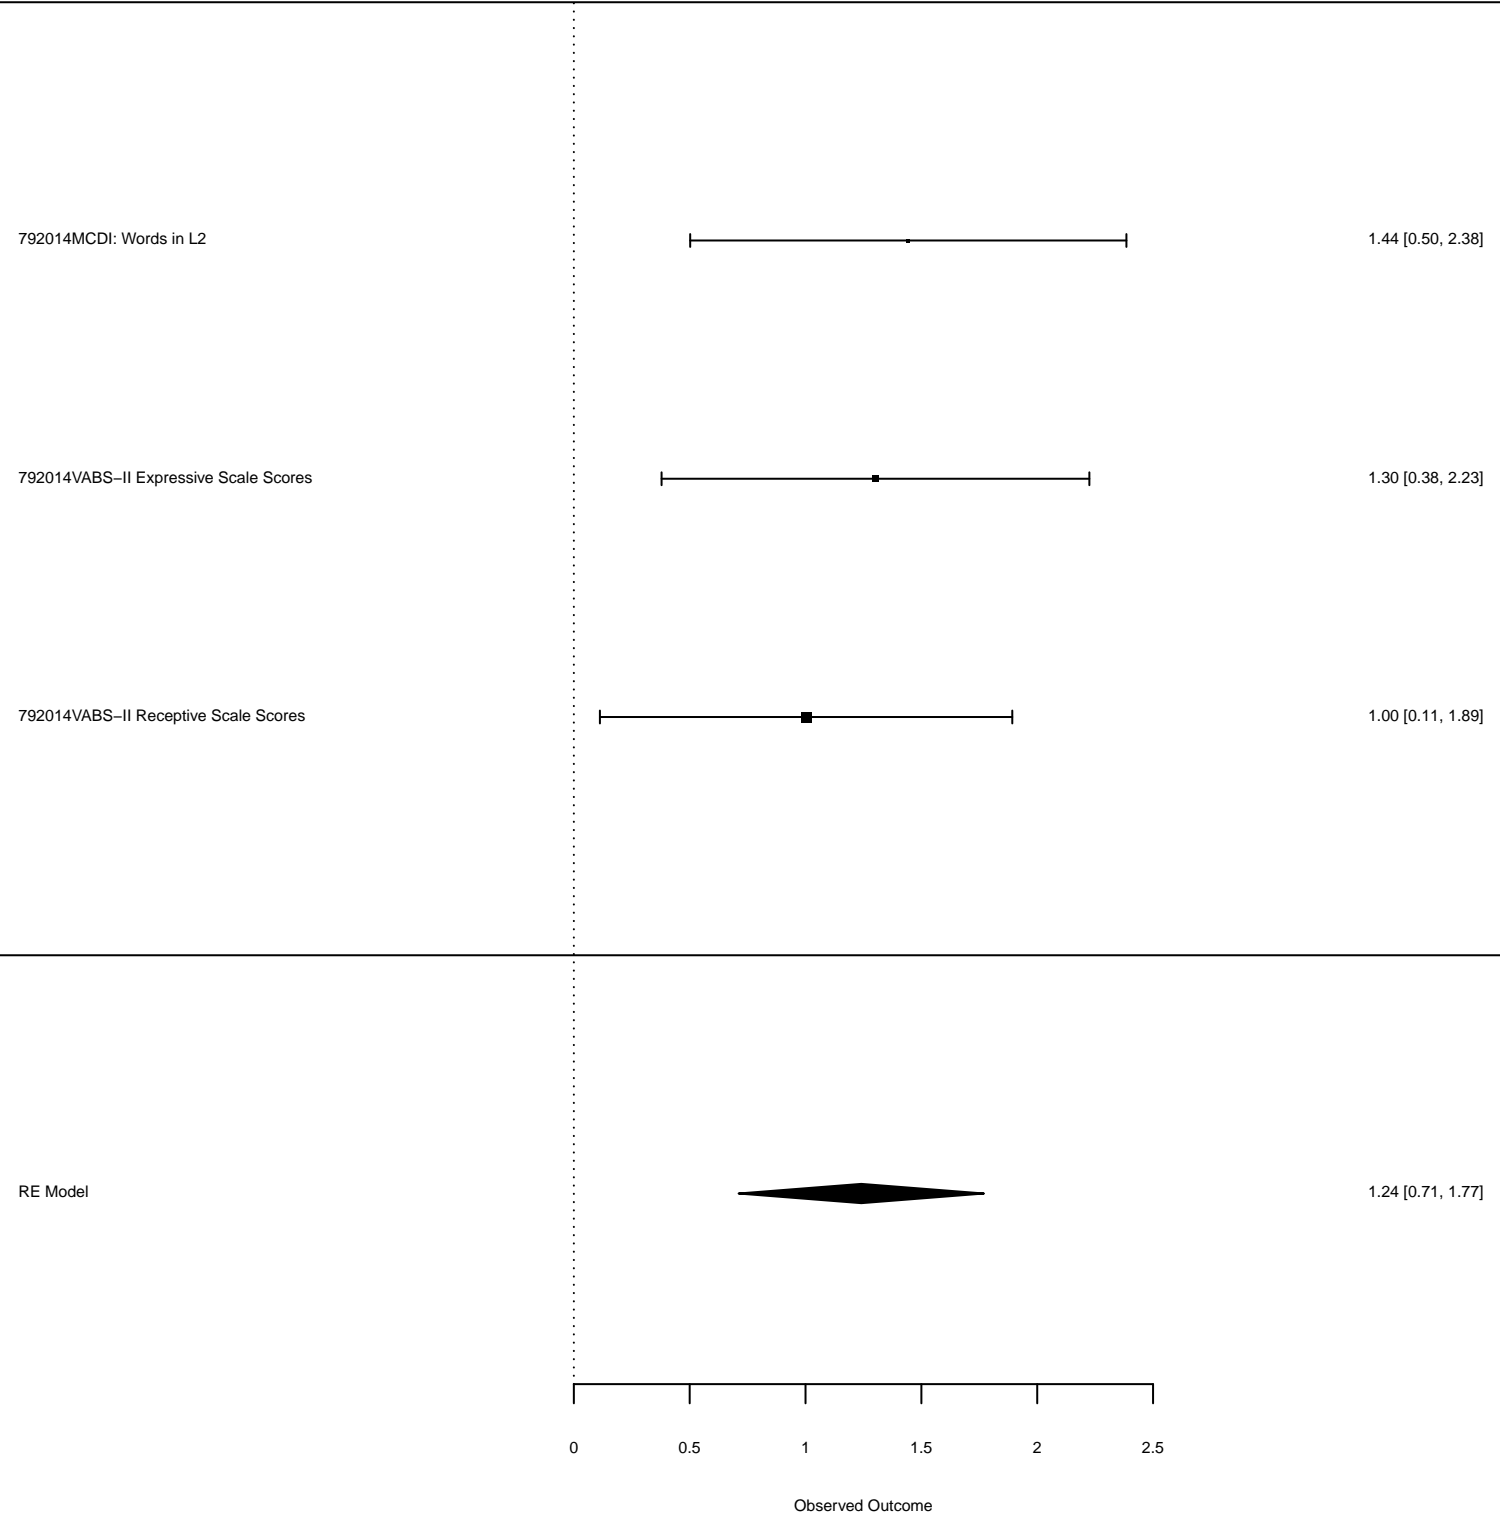 792014MCDI: Words in L2 1.44 [0.50, 2.38]
792014VABS−II Expressive Scale Scores 1.30 [0.38, 2.23]
792014VABS−II Receptive Scale Scores 1.00 [0.11, 1.89]
RE Model 1.24 [0.71, 1.77]
0 0.5 1 1.5 2 2.5
Observed Outcome